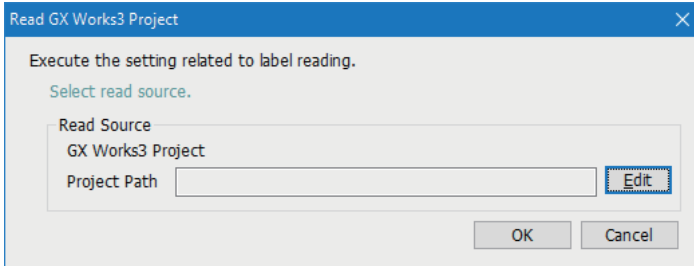 Read GX Works3 Project
Execute the setting related to label reading.
Select read source.
Read Source
GX Works3 Project
Project Path
Edit
OK Cancel